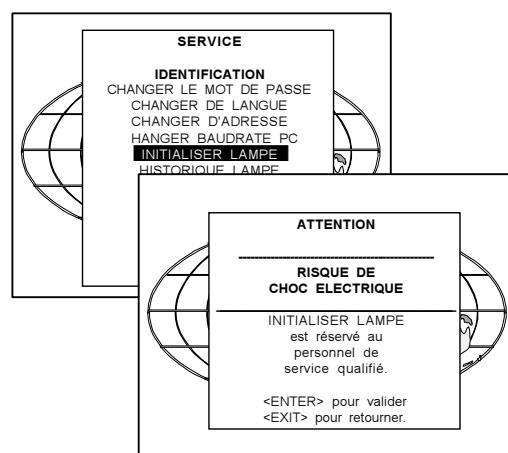 SERVICE
IDENTIFICATION
CHANGER LE MOT DE PASSE
CHANGER DE LANGUE
CHANGER D'ADRESSE
HANGER BAUDRATE PC
INITIALISER LAMPE
HISTORIQUE LAMPE
ATTENTION
RISQUE DE
CHOC ELECTRIQUE
INITIALISER LAMPE
est réservé au
personnel de
service qualifié.
<ENTER> pour valider
<EXIT> pour retourner.